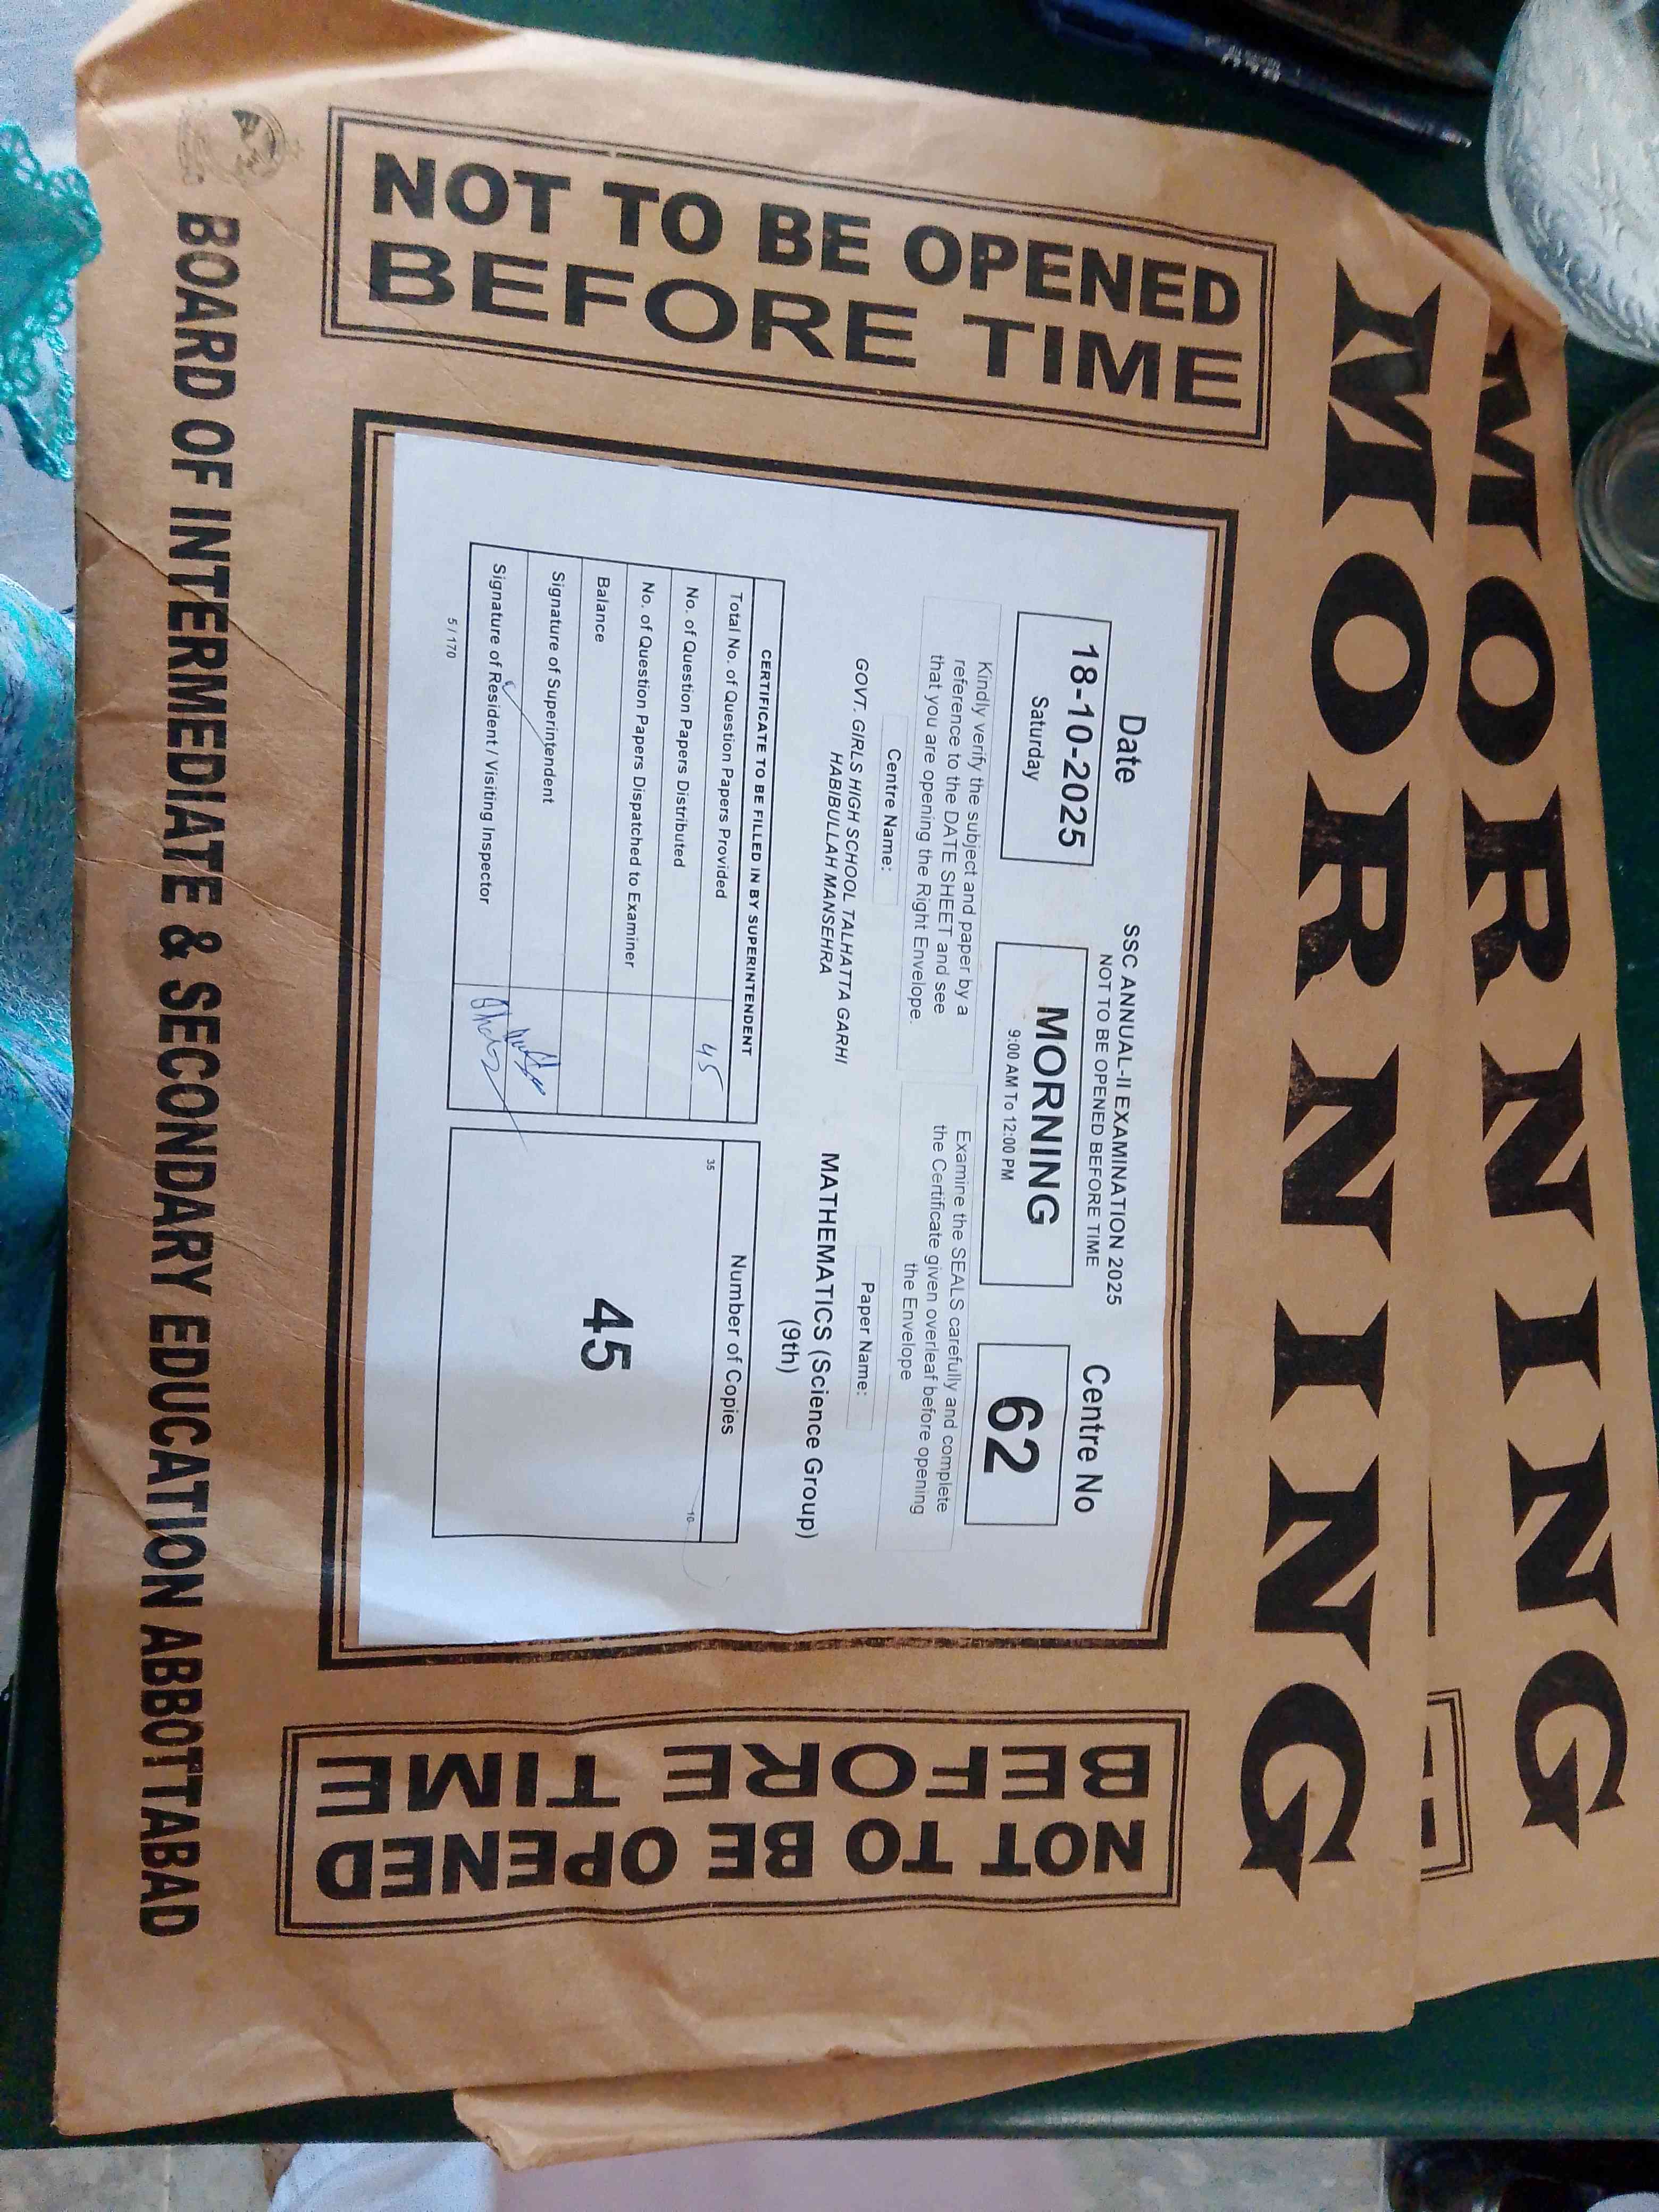 MORNING
MORNING
NOT TO BE OPENED
BEFORE TIME
Date
SSC ANNUAL-II EXAMINATION 2025
NOT TO BE OPENED BEFORE TIME
Centre No
18-10-2025
Saturday
MORNING
9:00 AM To 12:00 PM
62
Kindly verify the subject and paper by a
reference to the DATE SHEET and see
that you are opening the Right Envelope.
Examine the SEALS carefully and complete
the Certificate given overleaf before opening
the Envelope
Centre Name:
Paper Name:
GOVT. GIRLS HIGH SCHOOL TALHATTA GARHI
HABIBULLAH MANSEHRA
MATHEMATICS (Science Group)
(9th)
CERTIFICATE TO BE FILLED IN BY SUPERINTENDENT
Total No. of Question Papers Provided 45
No. of Question Papers Distributed
No. of Question Papers Dispatched to Examiner
Balance
Signature of Superintendent
Signature of Resident / Visiting Inspector
Number of Copies
35
10
45
5 / 170
NOT TO BE OPENED
BEFORE TIME
BOARD OF INTERMEDIATE & SECONDARY EDUCATION ABBOTTABAD